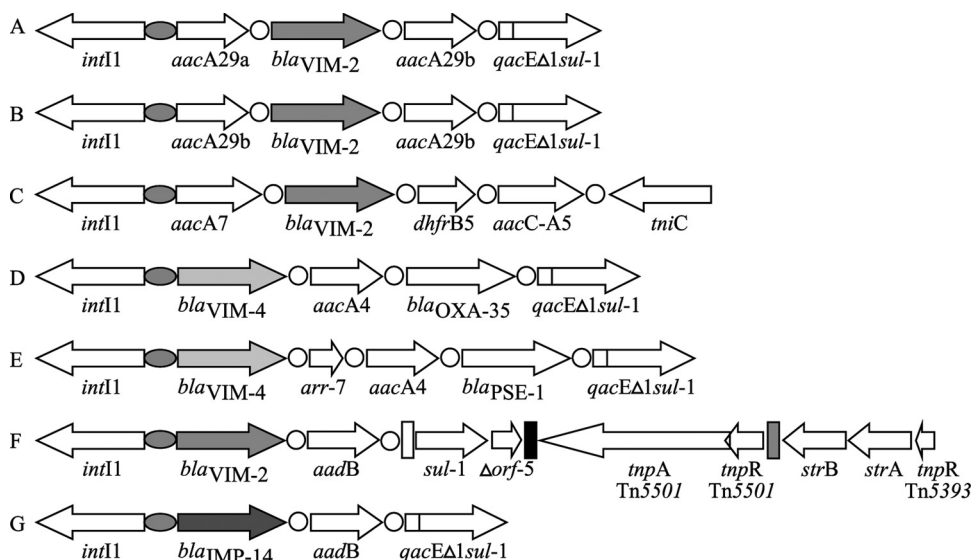 A
intI1 aacA29a blaVIM-2 aacA29b qacEΔ1sul-1
B
intI1 aacA29b blaVIM-2 aacA29b qacEΔ1sul-1
C
intI1 aacA7 blaVIM-2 dhfrB5 aacC-A5 tniC
D
intI1 blaVIM-4 aacA4 blaOXA-35 qacEΔ1sul-1
E
intI1 blaVIM-4 arr-7 aacA4 blaPSE-1 qacEΔ1sul-1
F
intI1 blaVIM-2 aadB sul-1 Δorf-5 tnpA tnpR strB strA tnpR
Tn5501 Tn5501 Tn5393
G
intI1 blaIMP-14 aadB qacEΔ1sul-1